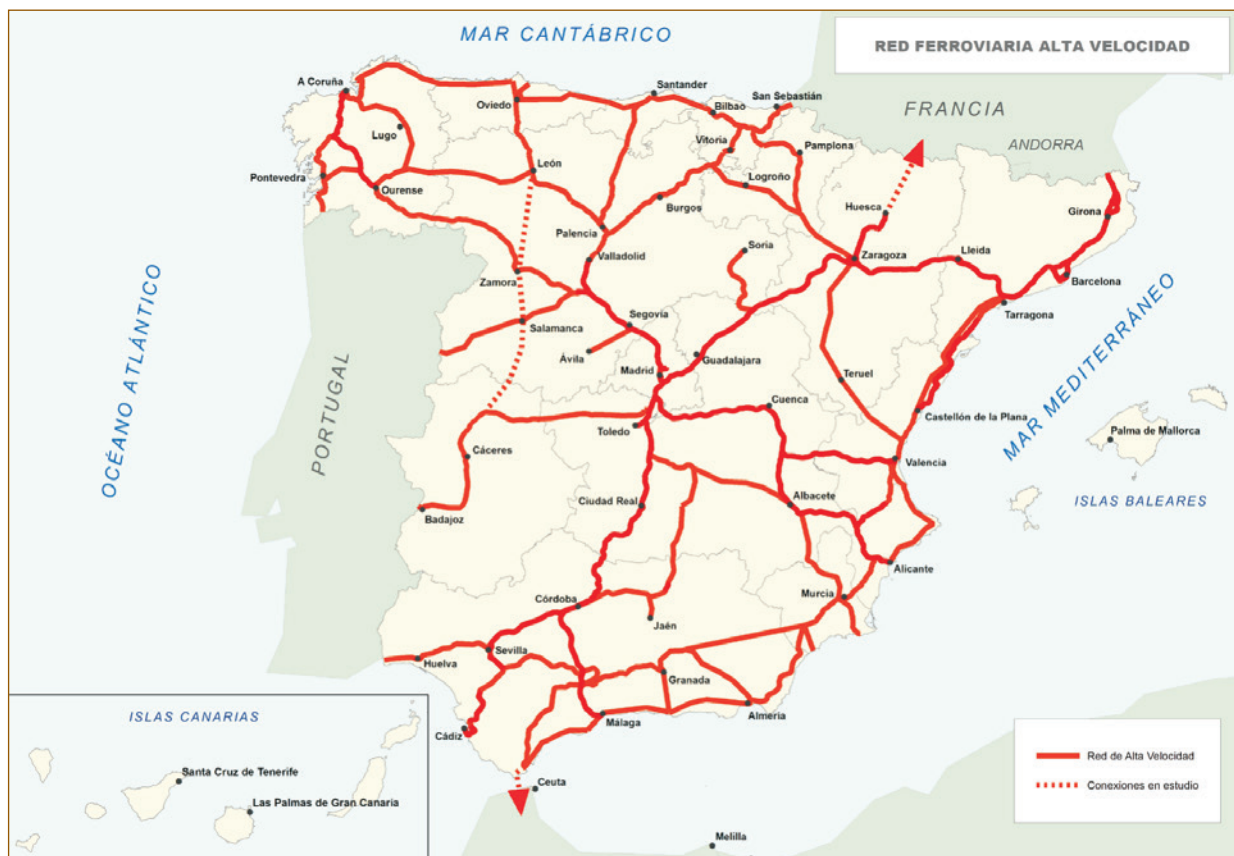 MAR CANTÁBRICO
RED FERROVIARIA ALTA VELOCIDAD
A Coruña
Oviedo
Santander
Bilbao
San Sebastián
FRANCIA
ANDORRA
Lugo
Vitoria
Pamplona
León
Pontevedra
Ourense
Logroño
Burgos
Huesca
Girona
Palencia
Soria
Valladolid
Zaragoza
Lleida
Barcelona
Zamora
Tarragona
Salamanca
Segovia
Ávila
Guadalajara
Madrid
Teruel
OCÉANO ATLÁNTICO
PORTUGAL
MAR MEDITERRÁNEO
Cuenca
Castellón de la Plana
Toledo
Palma de Mallorca
Cáceres
Valencia
Ciudad Real
Albacete
ISLAS BALEARES
Badajoz
Alicante
Córdoba
Murcia
Jaén
Sevilla
Huelva
Granada
Almería
Málaga
Cádiz
ISLAS CANARIAS
Santa Cruz de Tenerife
Las Palmas de Gran Canaria
Ceuta
Melilla
Red de Alta Velocidad
Conexiones en estudio